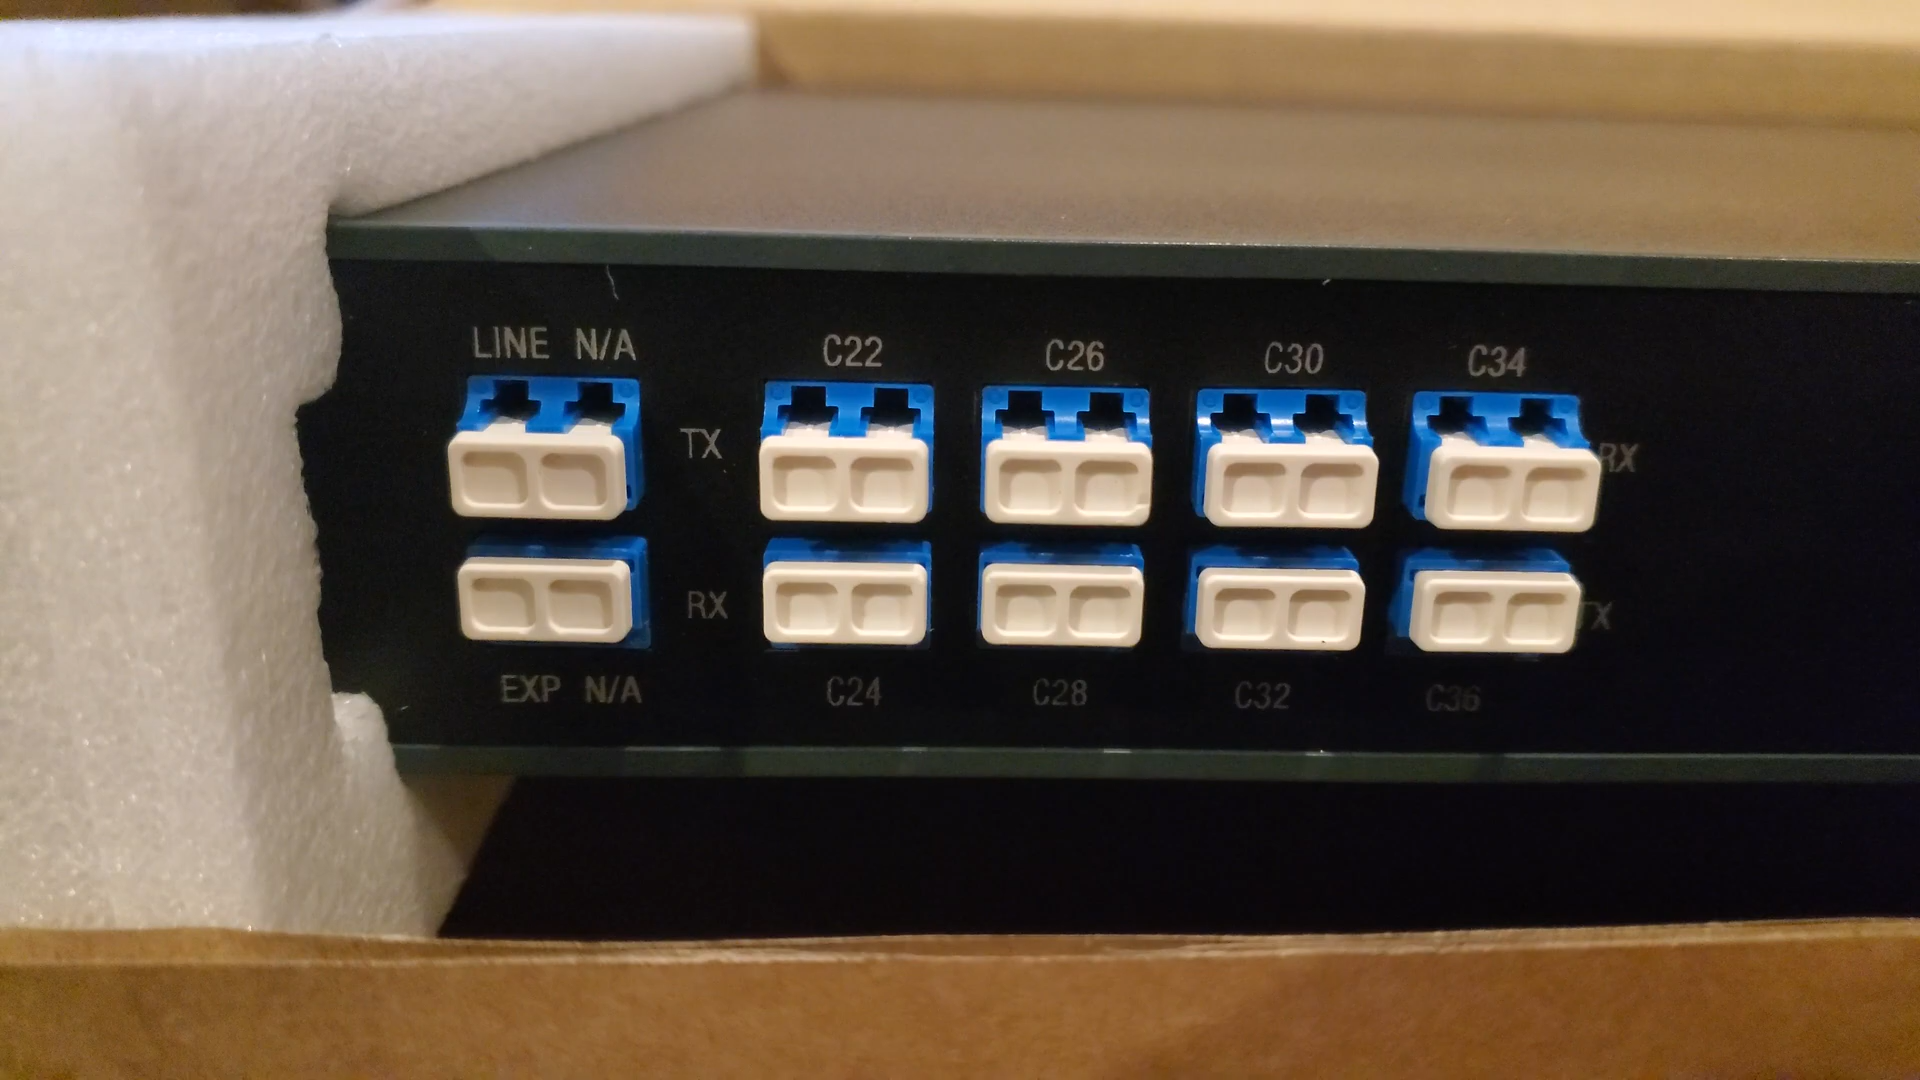 LINE N/A C22 C26 C30 C34
TX RX
RX TX
EXP N/A C24 C28 C32 C36